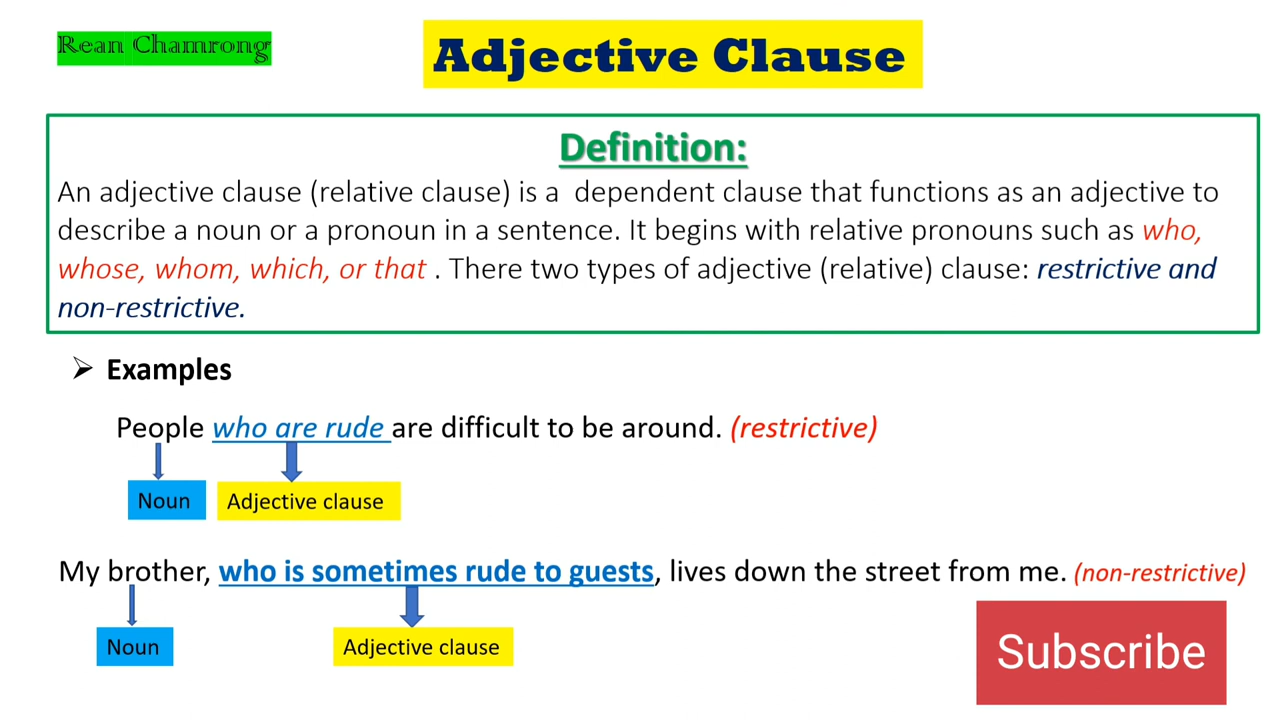 Rean Chamrong
Adjective Clause
Definition:
An adjective clause (relative clause) is a dependent clause that functions as an adjective to
describe a noun or a pronoun in a sentence. It begins with relative pronouns such as who,
whose, whom, which, or that . There two types of adjective (relative) clause: restrictive and
non-restrictive.
Examples
People who are rude are difficult to be around. (restrictive)
Noun Adjective clause
My brother, who is sometimes rude to guests, lives down the street from me. (non-restrictive)
Noun Adjective clause
Subscribe